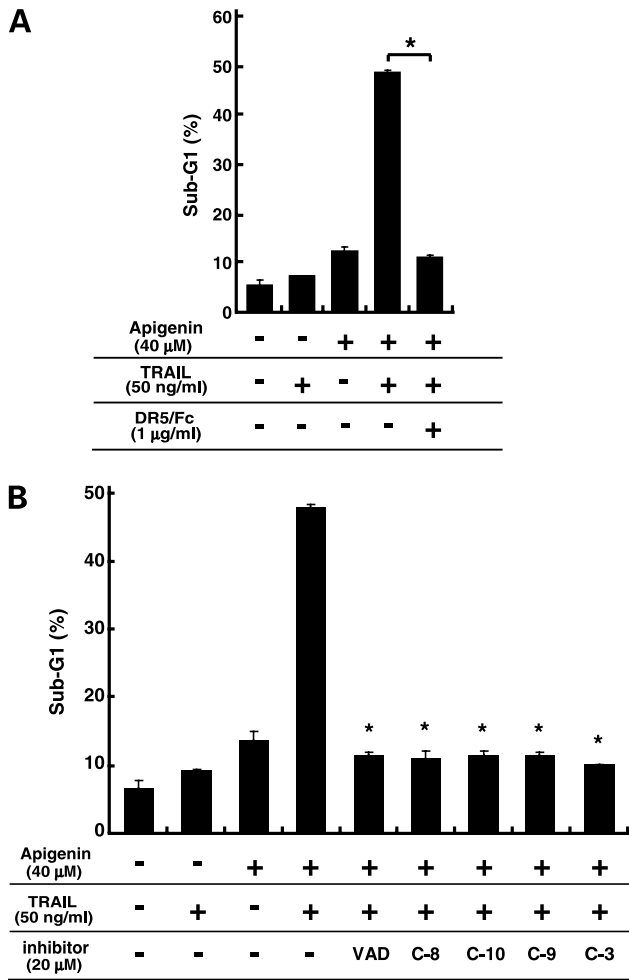 A
60
50
40
30
20
10
0
Sub-G1 (%)
*
Apigenin
(40 μM)
- - + + +
TRAIL
(50 ng/ml)
- + - + +
DR5/Fc
(1 μg/ml)
- - - - +
B
50
40
30
20
10
0
Sub-G1 (%)
* * * * *
Apigenin
(40 μM)
- - + + + + + + +
TRAIL
(50 ng/ml)
- + - + + + + + +
inhibitor
(20 μM)
- - - - VAD C-8 C-10 C-9 C-3